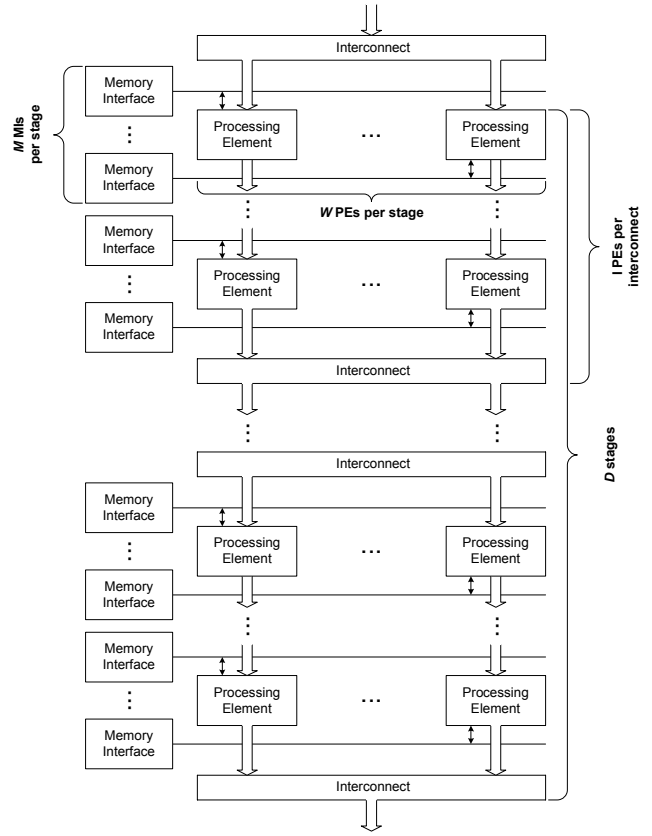 Interconnect
Memory
Interface
M MIs
per stage
Processing
Element
...
Processing
Element
Memory
Interface
W PEs per stage
Memory
Interface
Processing
Element
...
Processing
Element
I PEs per
interconnect
Memory
Interface
Interconnect
D stages
Interconnect
Memory
Interface
Processing
Element
...
Processing
Element
Memory
Interface
Memory
Interface
Processing
Element
...
Processing
Element
Memory
Interface
Interconnect